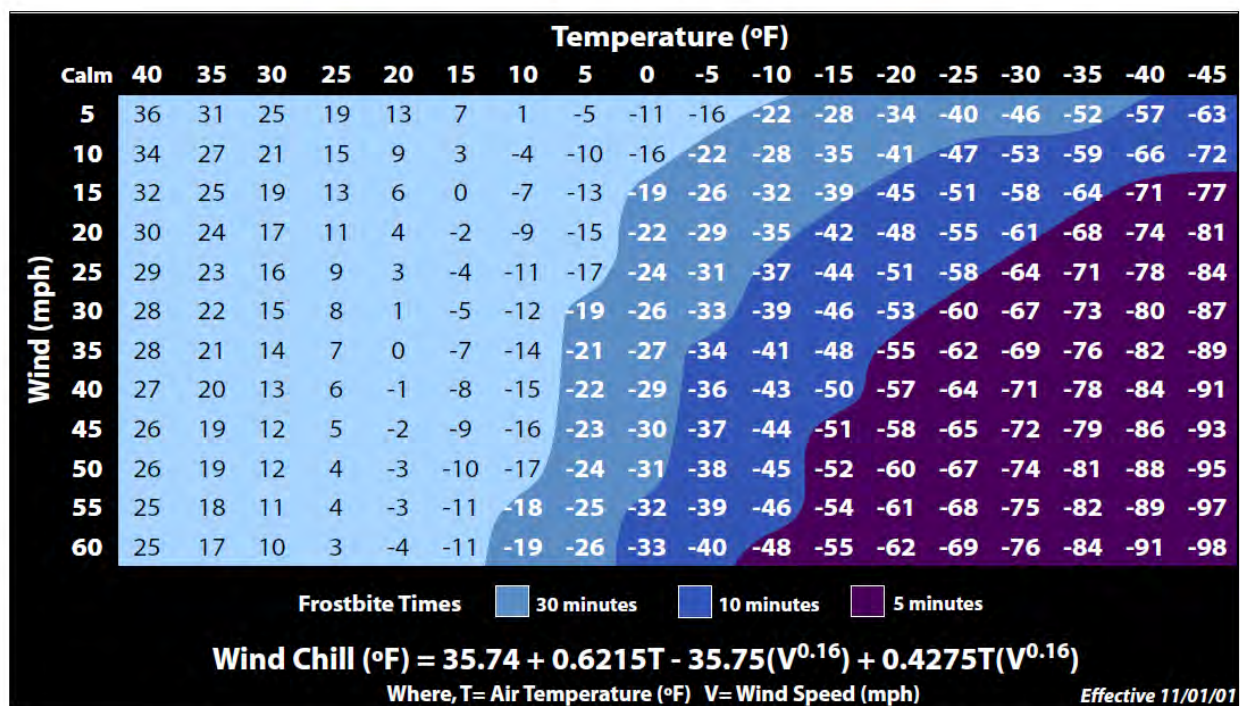 Temperature (ºF)
Calm 40 35 30 25 20 15 10 5 0 -5 -10 -15 -20 -25 -30 -35 -40 -45
5 36 31 25 19 13 7 1 -5 -11 -16 -22 -28 -34 -40 -46 -52 -57 -63
10 34 27 21 15 9 3 -4 -10 -16 -22 -28 -35 -41 -47 -53 -59 -66 -72
15 32 25 19 13 6 0 -7 -13 -19 -26 -32 -39 -45 -51 -58 -64 -71 -77
20 30 24 17 11 4 -2 -9 -15 -22 -29 -35 -42 -48 -55 -61 -68 -74 -81
25 29 23 16 9 3 -4 -11 -17 -24 -31 -37 -44 -51 -58 -64 -71 -78 -84
30 28 22 15 8 1 -5 -12 -19 -26 -33 -39 -46 -53 -60 -67 -73 -80 -87
35 28 21 14 7 0 -7 -14 -21 -27 -34 -41 -48 -55 -62 -69 -76 -82 -89
40 27 20 13 6 -1 -8 -15 -22 -29 -36 -43 -50 -57 -64 -71 -78 -84 -91
45 26 19 12 5 -2 -9 -16 -23 -30 -37 -44 -51 -58 -65 -72 -79 -86 -93
50 26 19 12 4 -3 -10 -17 -24 -31 -38 -45 -52 -60 -67 -74 -81 -88 -95
55 25 18 11 4 -3 -11 -18 -25 -32 -39 -46 -54 -61 -68 -75 -82 -89 -97
60 25 17 10 3 -4 -11 -19 -26 -33 -40 -48 -55 -62 -69 -76 -84 -91 -98
Wind (mph)
Frostbite Times 30 minutes 10 minutes 5 minutes
Wind Chill (ºF) = 35.74 + 0.6215T - 35.75(V^0.16) + 0.4275T(V^0.16)
Where, T= Air Temperature (ºF) V= Wind Speed (mph) Effective 11/01/01